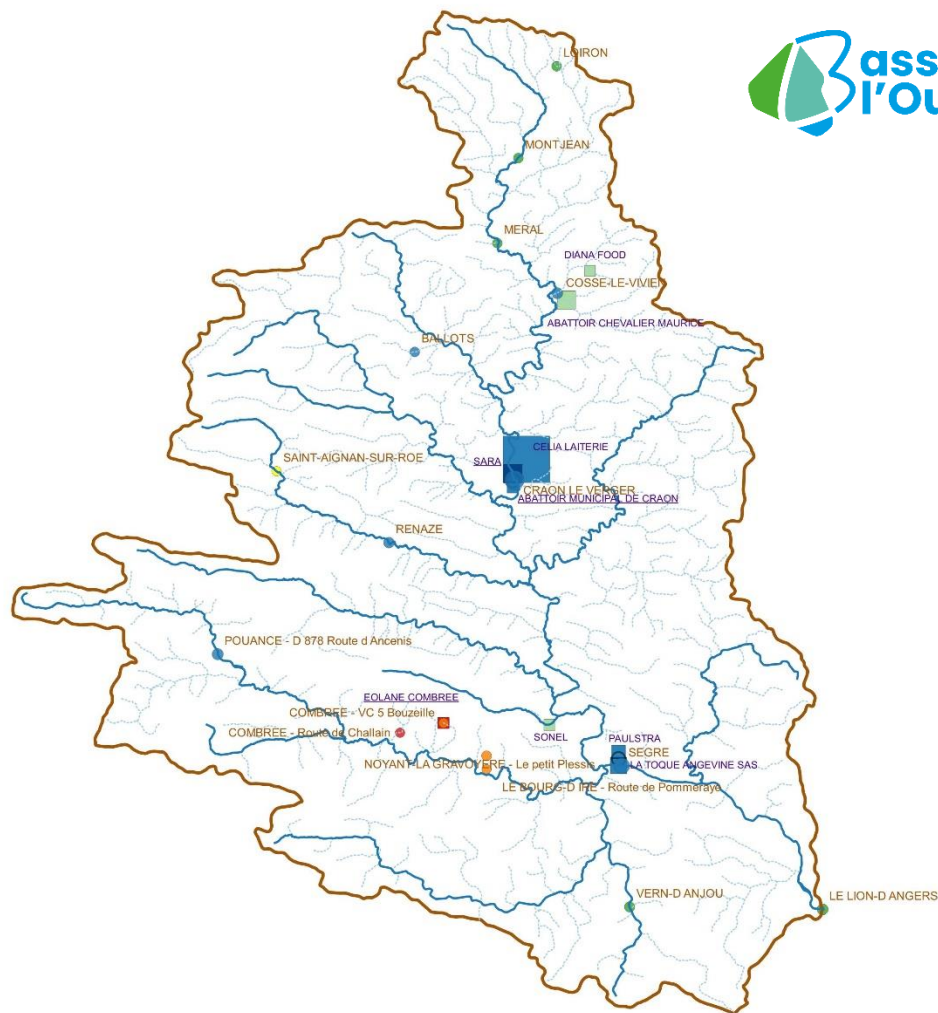 LOIRON
ass
l'Ou
MONTJEAN
MERAL
DIANA FOOD
COSSE-LE-VIVIEN
ABATTOIR CHEVALIER MAURICE
BALLOTS
CELIA LAITERIE
SARA
SAINT-AIGNAN-SUR-ROE
CRAON LE VERGER
ABATTOIR MUNICIPAL DE CRAON
RENAZE
POUANCE - D 878 Route d Ancenis
EOLANE COMBREE
COMBREE - VC 5 Bouzeille
COMBREE - Route de Challain
SONEL
PAULSTRA
SEGRE
NOYANT-LA GRAVOYERE - Le petit Plessis
LA TOQUE ANGEVINE SAS
LE BOURG-D IRE - Route de Pommeraye
VERN-D ANJOU
LE LION-D ANGERS